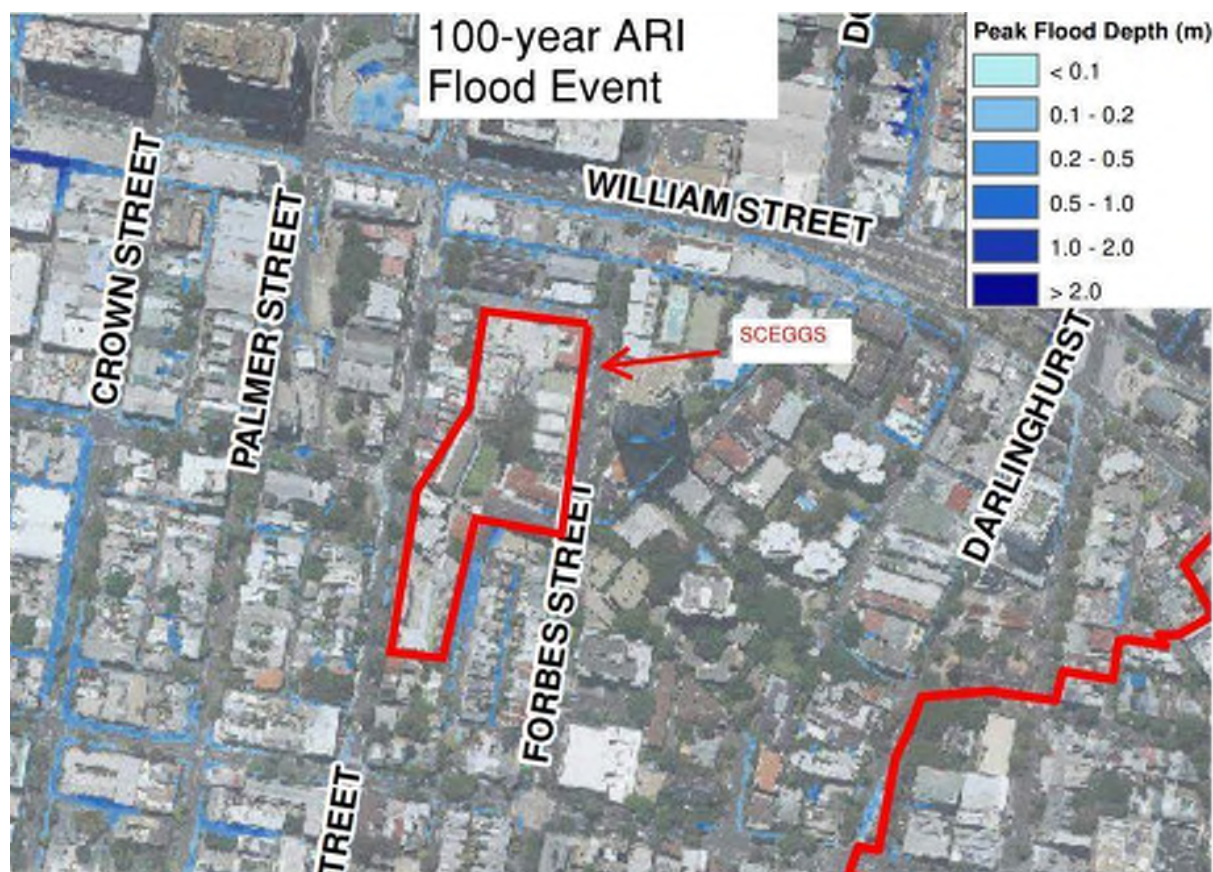 100-year ARI
Flood Event
DO
Peak Flood Depth (m)
< 0.1
0.1 - 0.2
0.2 - 0.5
0.5 - 1.0
1.0 - 2.0
> 2.0
WILLIAM STREET
CROWN STREET
PALMER STREET
SCEGGS
DARLINGHURST
FORBES STREET
STREET